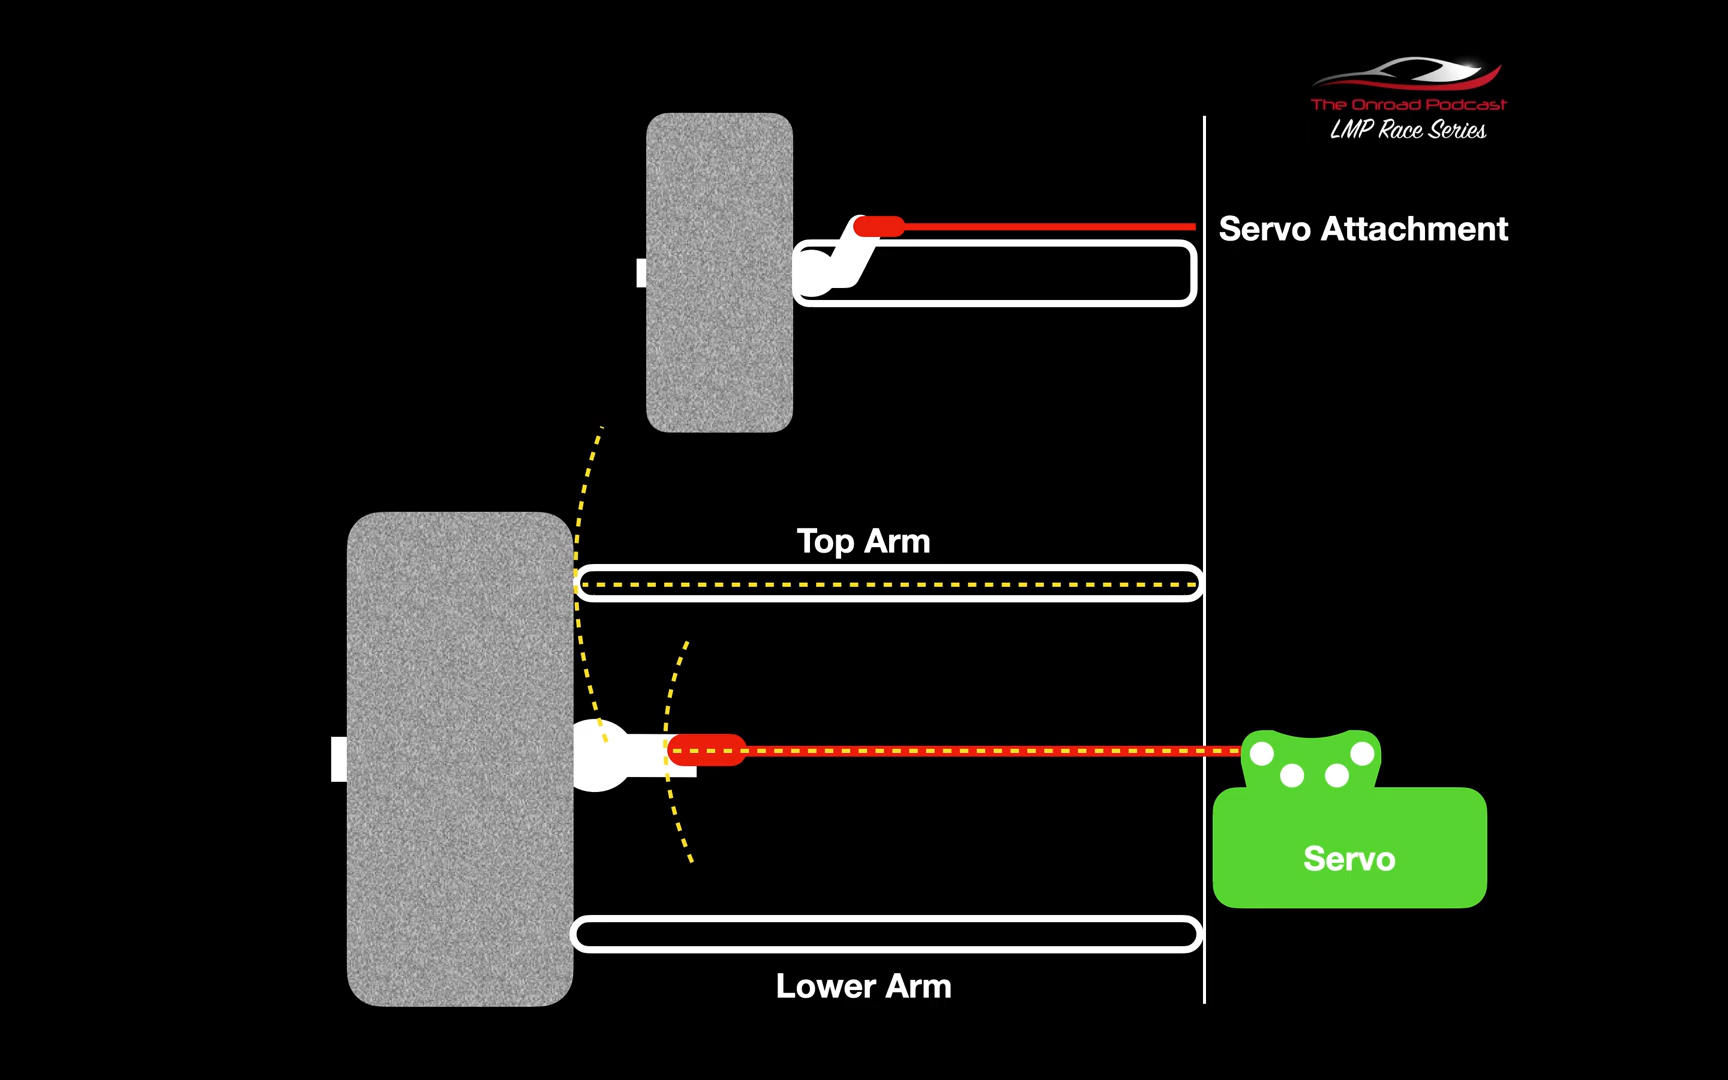 The Onroad Podcast
LMP Race Series
Servo Attachment
Top Arm
Servo
Lower Arm